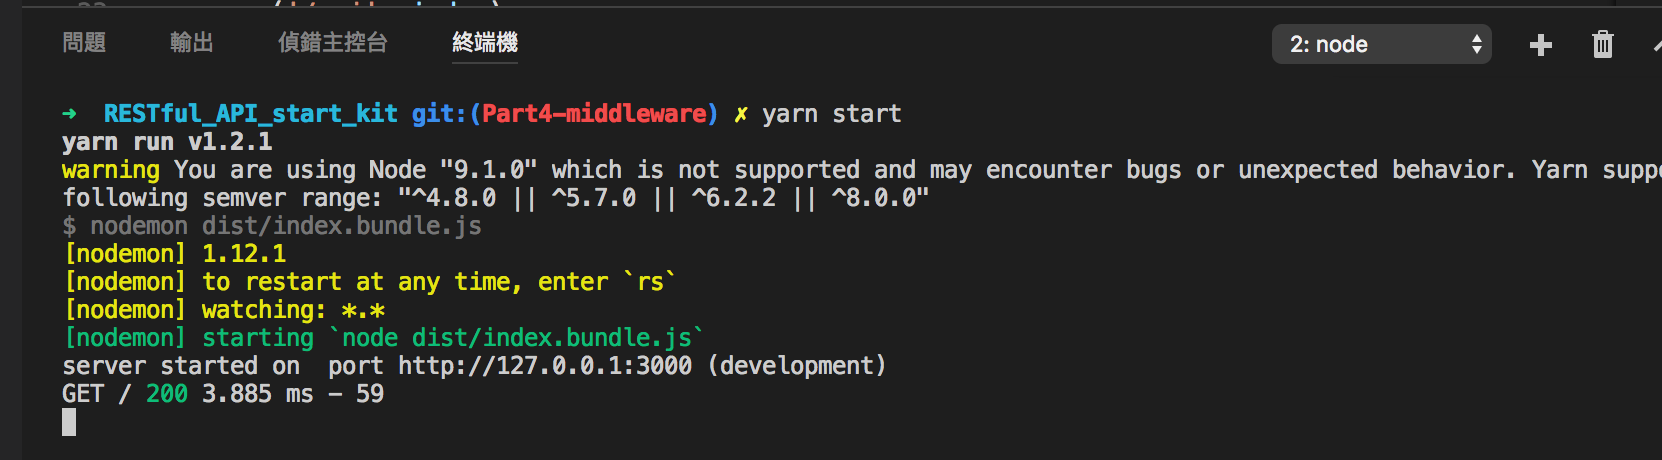 問題 輸出 偵錯主控台 終端機 2: node
➜ RESTful_API_start_kit git:(Part4-middleware) ✗ yarn start
yarn run v1.2.1
warning You are using Node "9.1.0" which is not supported and may encounter bugs or unexpected behavior. Yarn
following semver range: "^4.8.0 || ^5.7.0 || ^6.2.2 || ^8.0.0"
$ nodemon dist/index.bundle.js
[nodemon] 1.12.1
[nodemon] to restart at any time, enter `rs`
[nodemon] watching: *.*
[nodemon] starting `node dist/index.bundle.js`
server started on  port http://127.0.0.1:3000 (development)
GET / 200 3.885 ms - 59